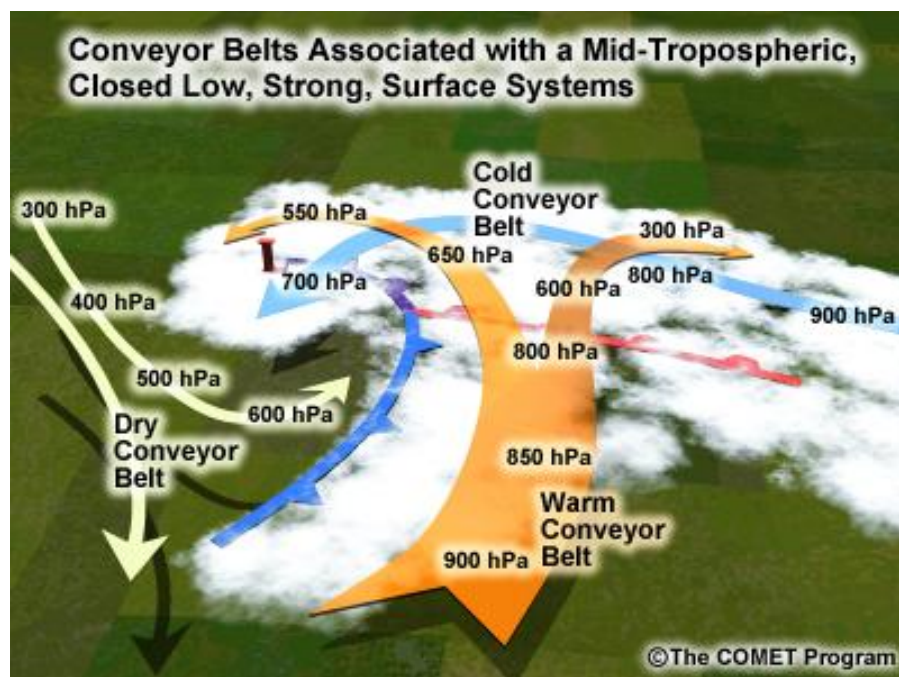 Conveyor Belts Associated with a Mid-Tropospheric,
Closed Low, Strong, Surface Systems
Cold
Conveyor
Belt
300 hPa
550 hPa
300 hPa
650 hPa
700 hPa
600 hPa
800 hPa
400 hPa
900 hPa
800 hPa
500 hPa
600 hPa
Dry
Conveyor
Belt
850 hPa
Warm
Conveyor
Belt
900 hPa
©The COMET Program